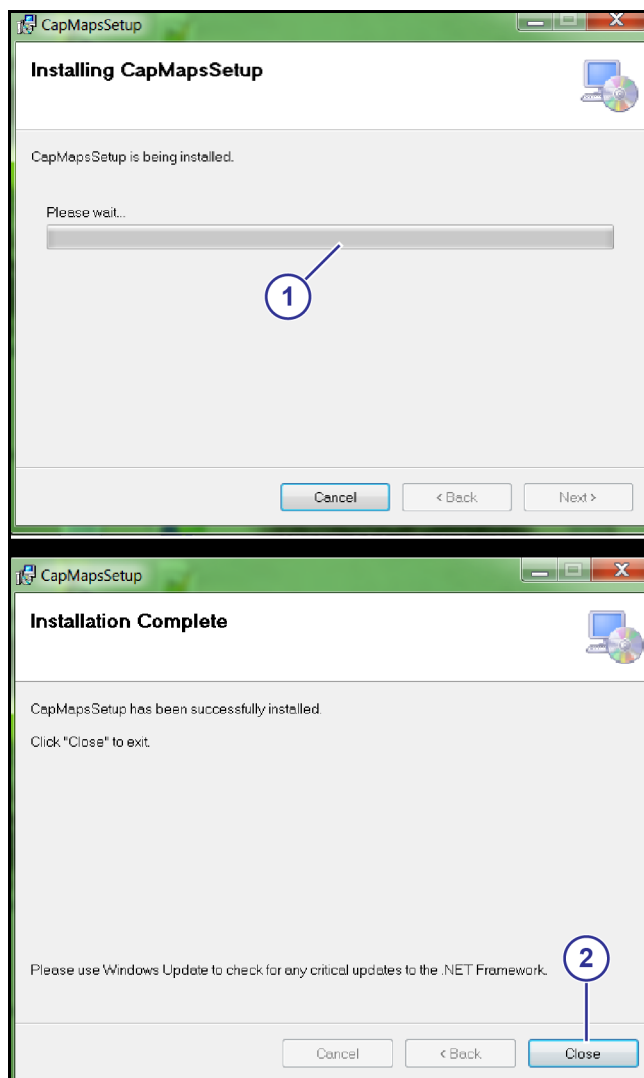 CapMapsSetup
Installing CapMapsSetup
CapMapsSetup is being installed.
Please wait...
1
Cancel
< Back
Next >
CapMapsSetup
Installation Complete
CapMapsSetup has been successfully installed.
Click "Close" to exit.
Please use Windows Update to check for any critical updates to the .NET Framework.
2
Cancel
< Back
Close